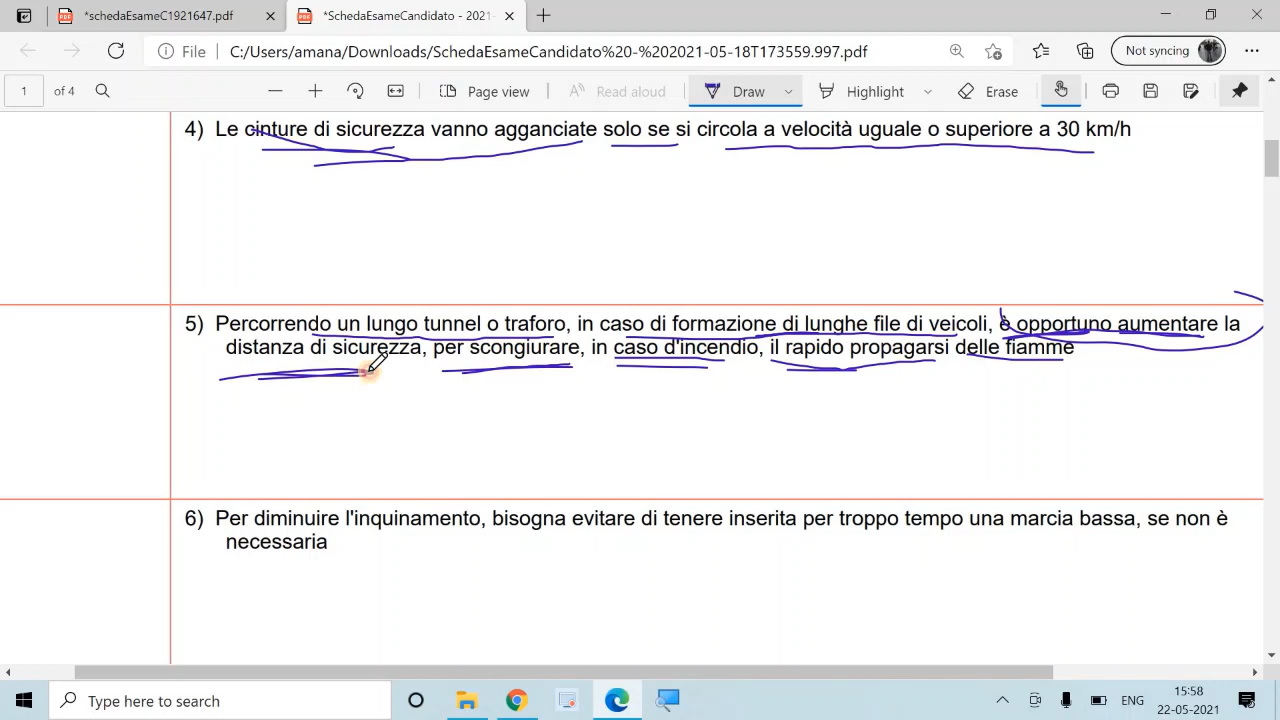 *schedaEsameC1921647.pdf
*SchedaEsameCandidato - 2021-
File
C:/Users/amana/Downloads/SchedaEsameCandidato%20-%202021-05-18T173559.997.pdf
Not syncing
1 of 4
Page view
Read aloud
Draw
Highlight
Erase
4) Le cinture di sicurezza vanno agganciate solo se si circola a velocità uguale o superiore a 30 km/h
5) Percorrendo un lungo tunnel o traforo, in caso di formazione di lunghe file di veicoli, è opportuno aumentare la
distanza di sicurezza, per scongiurare, in caso d'incendio, il rapido propagarsi delle fiamme
6) Per diminuire l'inquinamento, bisogna evitare di tenere inserita per troppo tempo una marcia bassa, se non è
necessaria
Type here to search
ENG
15:58
22-05-2021